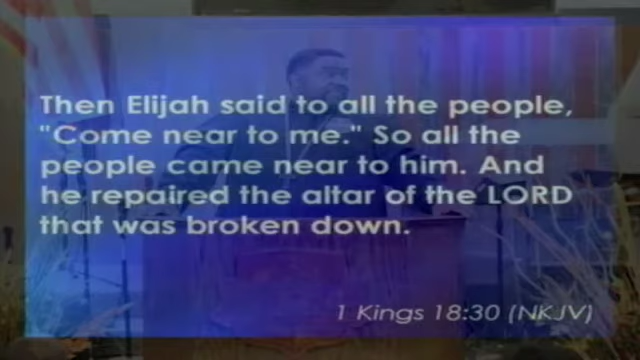 Then Elijah said to all the people,
"Come near to me." So all the
people came near to him. And
he repaired the altar of the LORD
that was broken down.
1 Kings 18:30 (NKJV)